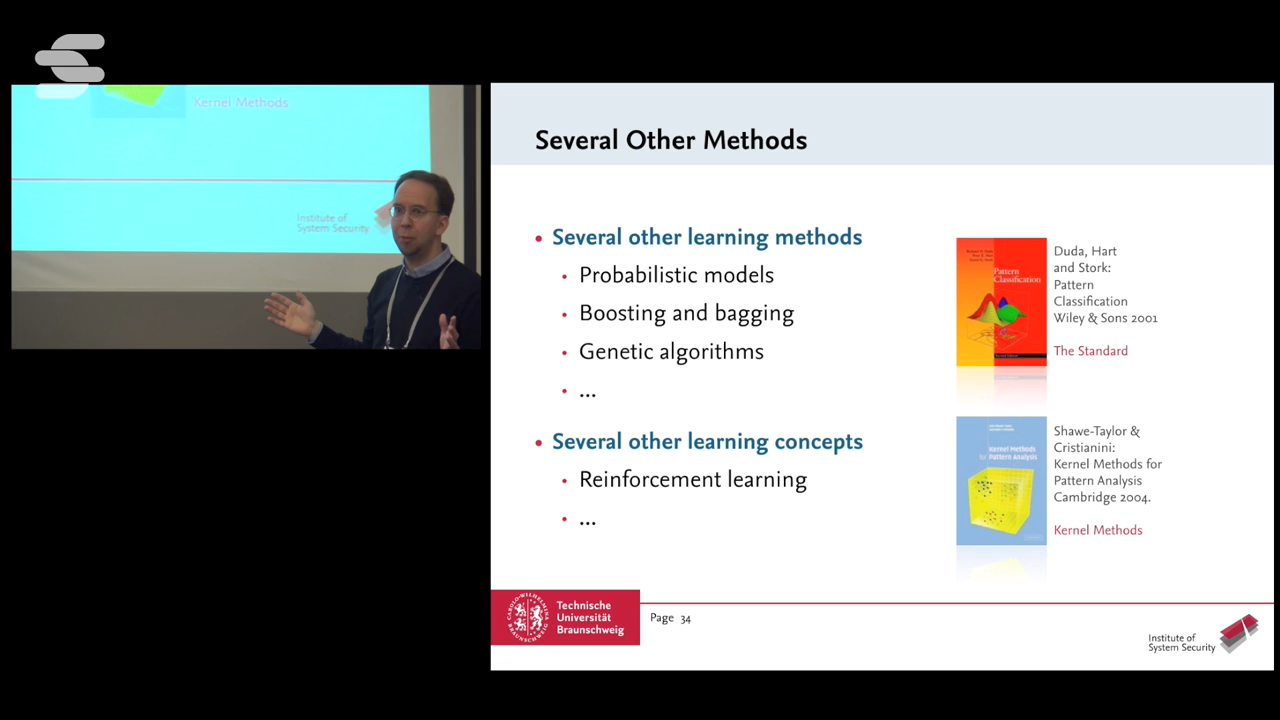 Kernel Methods
Institute of
System Security
Several Other Methods
• Several other learning methods
• Probabilistic models
• Boosting and bagging
• Genetic algorithms
• ...
• Several other learning concepts
• Reinforcement learning
• ...
Pattern
Classification
Duda, Hart
and Stork:
Pattern
Classification
Wiley & Sons 2001
The Standard
Kernel Methods
for Pattern Analysis
Shawe-Taylor &
Cristianini:
Kernel Methods for
Pattern Analysis
Cambridge 2004.
Kernel Methods
Technische
Universität
Braunschweig
Page 34
Institute of
System Security